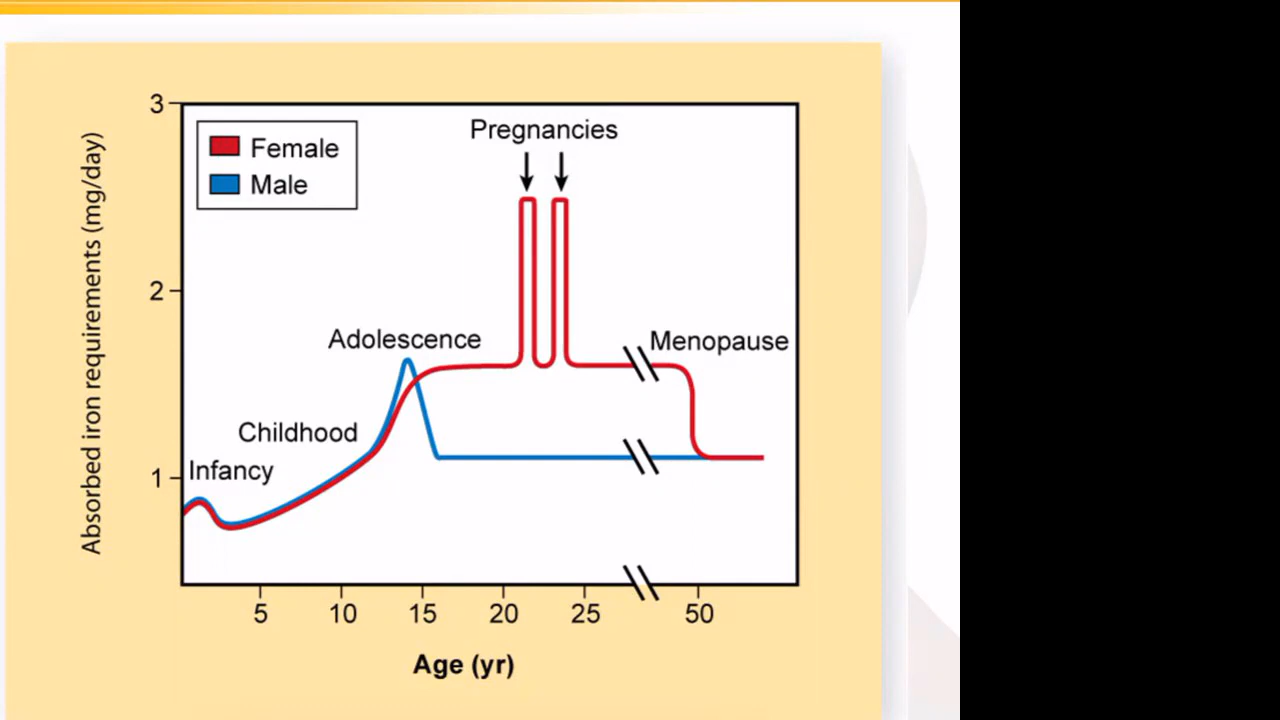 3
Pregnancies
Female
Male
Absorbed iron requirements (mg/day)
2
Adolescence
Menopause
Childhood
Infancy
1
5 10 15 20 25 50
Age (yr)